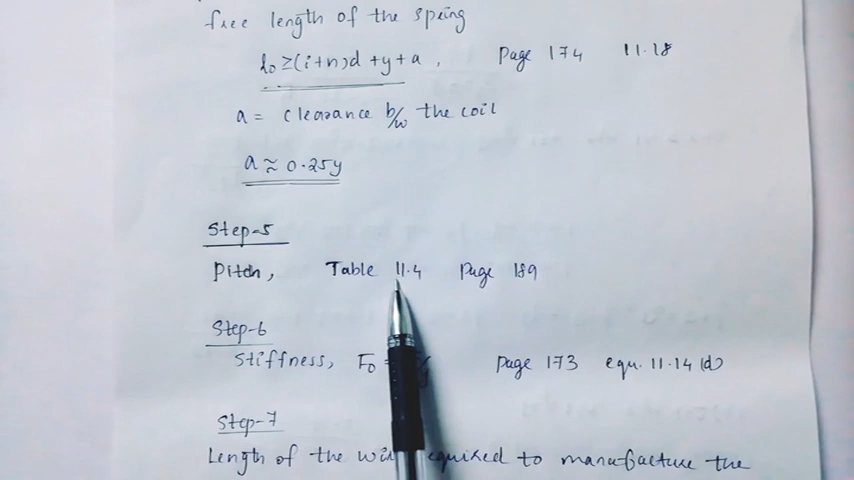 free length of the spring
l₀ ≥ (i+n)d + y + a, Page 174 11.18
a = clearance b/w the coil
a ≈ 0.25y
Step-5
Pitch, Table 11.4 Page 189
Step-6
Stiffness, F₀ = Page 173 equ. 11.14 (d)
Step-7
Length of the required to manufacture the